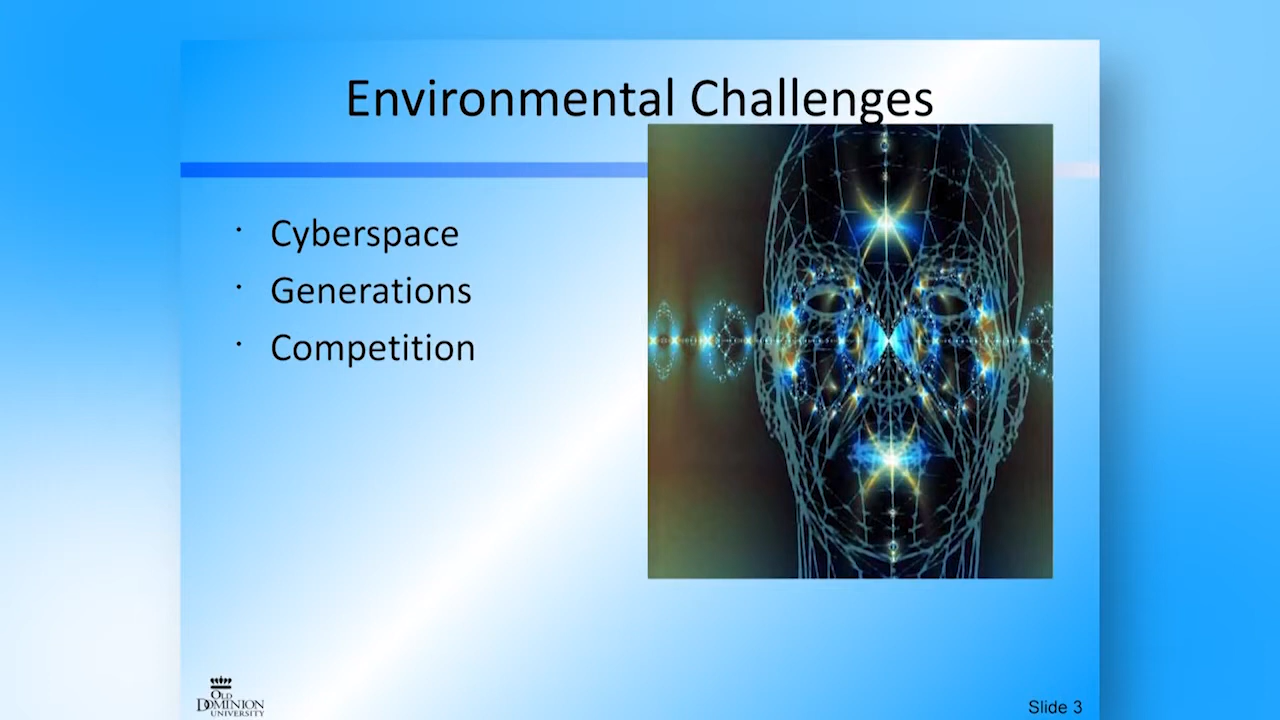 Environmental Challenges
· Cyberspace
· Generations
· Competition
OLD
DOMINION
UNIVERSITY
Slide 3